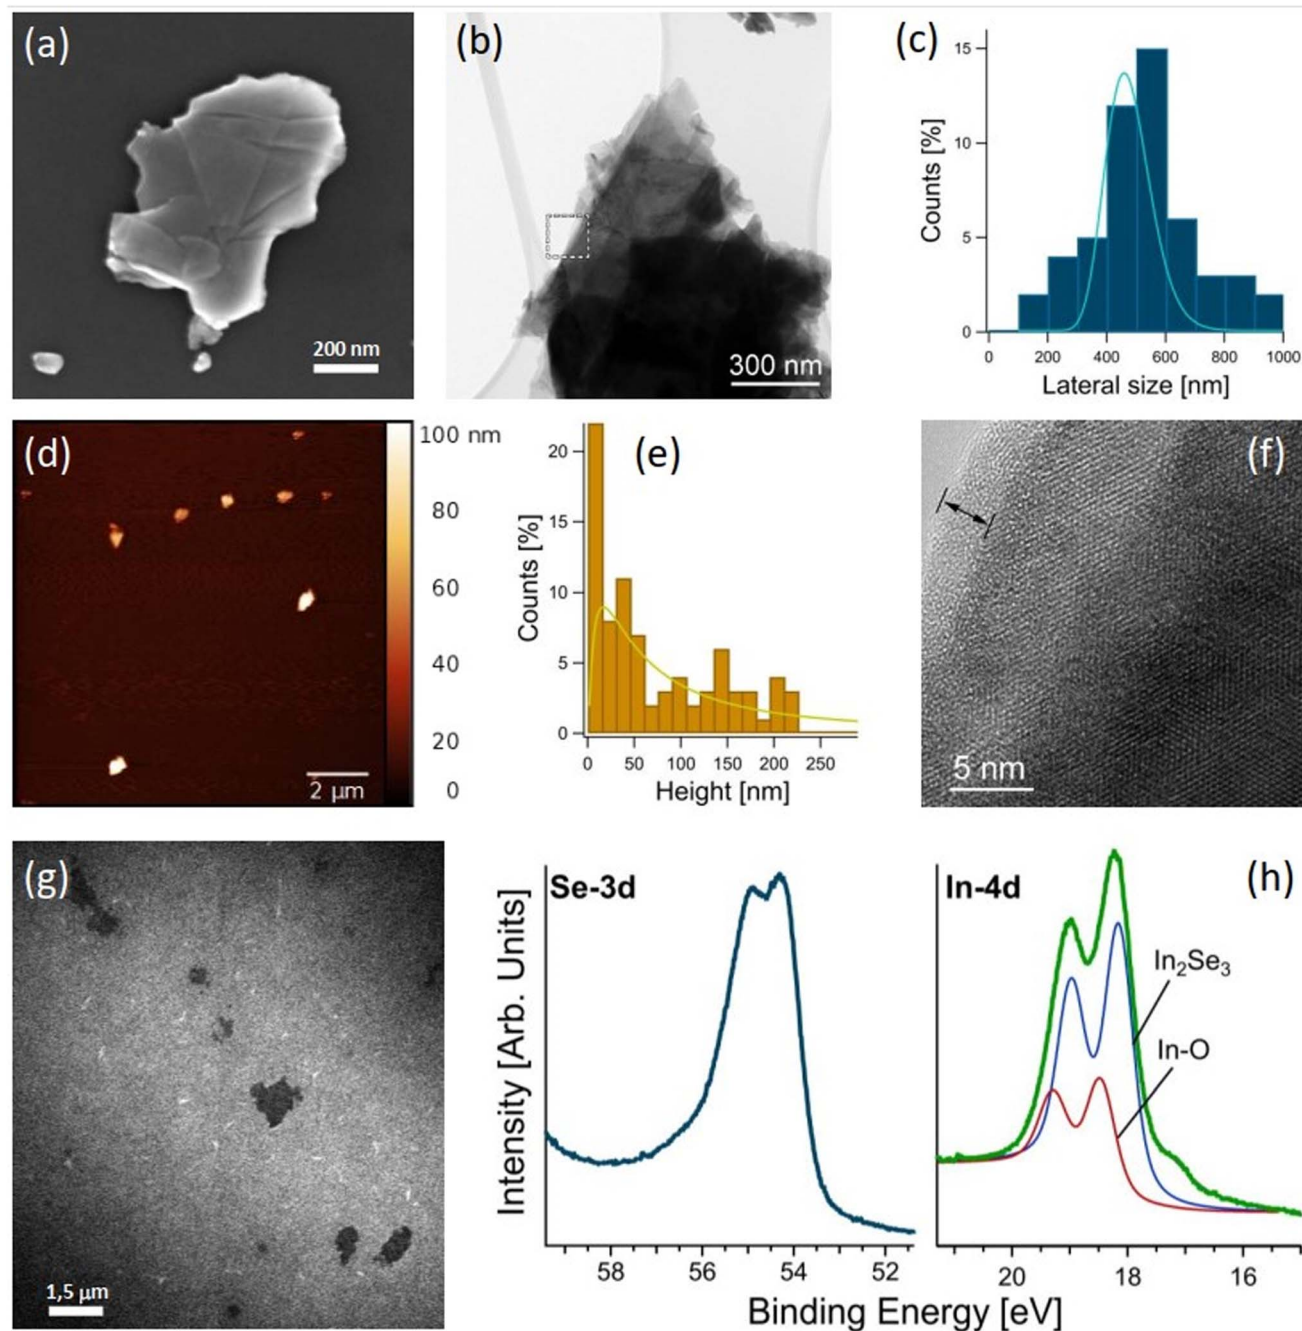 (a)
200 nm
(b)
300 nm
(c)
15
10
5
0
Counts [%]
0 200 400 600 800 1000
Lateral size [nm]
(d)
100 nm
80
60
40
20
0
2 μm
(e)
20
15
10
5
0
Counts [%]
0 50 100 150 200 250
Height [nm]
(f)
5 nm
(g)
1,5 μm
(h)
Se-3d
In-4d
In₂Se₃
In-O
Intensity [Arb. Units]
58 56 54 52
20 18 16
Binding Energy [eV]